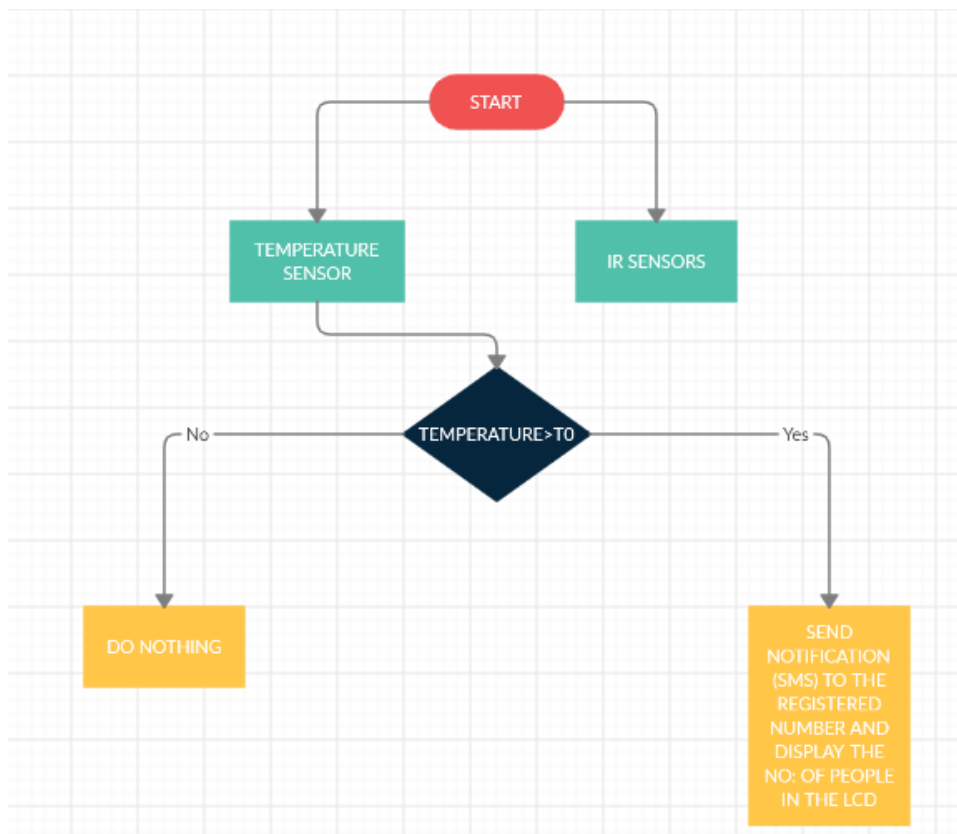 START
TEMPERATURE
SENSOR
IR SENSORS
TEMPERATURE>T0
No
Yes
DO NOTHING
SEND
NOTIFICATION
(SMS) TO THE
REGISTERED
NUMBER AND
DISPLAY THE
NO: OF PEOPLE
IN THE LCD